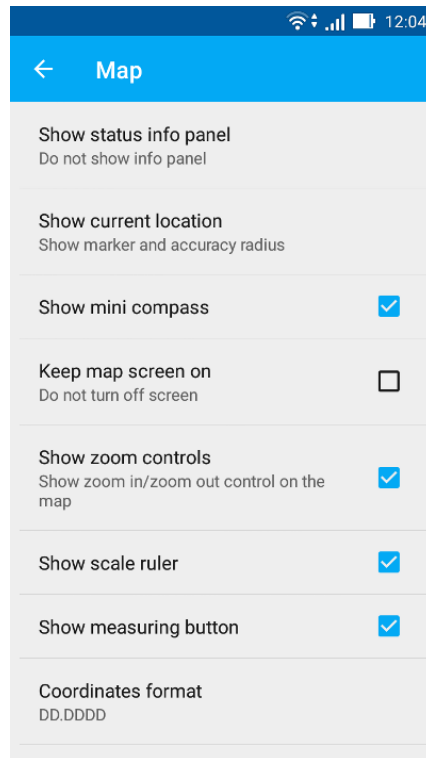 12:04
Map
Show status info panel
Do not show info panel
Show current location
Show marker and accuracy radius
Show mini compass
Keep map screen on
Do not turn off screen
Show zoom controls
Show zoom in/zoom out control on the
map
Show scale ruler
Show measuring button
Coordinates format
DD.DDDD